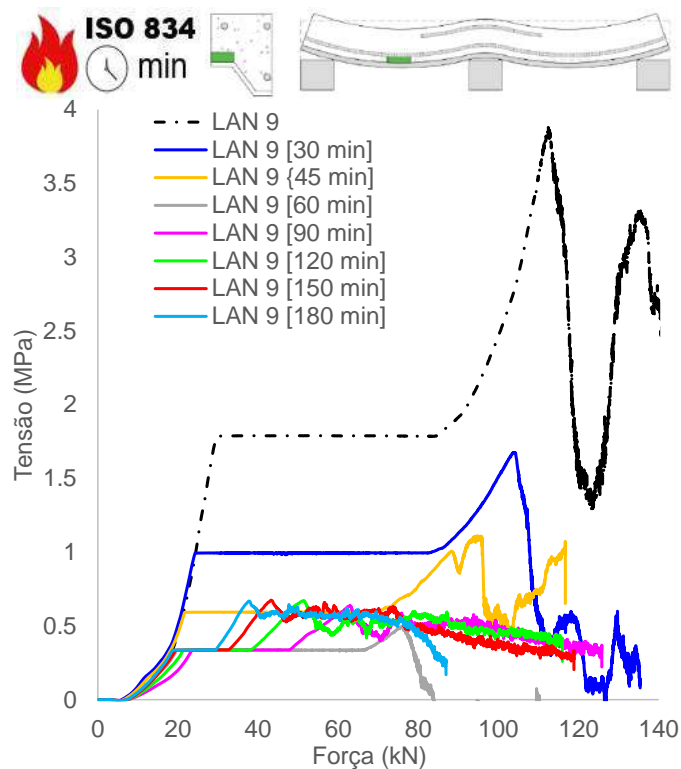 ISO 834
min
4
3.5
3
2.5
2
1.5
1
0.5
0
Tensão (MPa)
LAN 9
LAN 9 [30 min]
LAN 9 {45 min]
LAN 9 [60 min]
LAN 9 [90 min]
LAN 9 [120 min]
LAN 9 [150 min]
LAN 9 [180 min]
0 20 40 60 80 100 120 140
Força (kN)